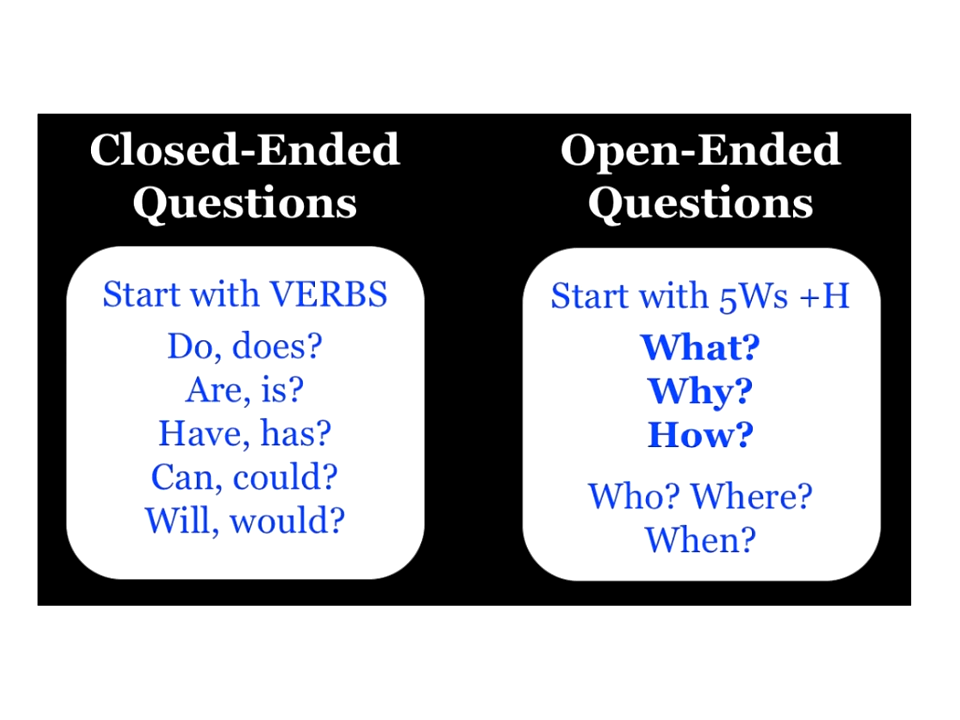 Closed-Ended
Questions
Start with VERBS
Do, does?
Are, is?
Have, has?
Can, could?
Will, would?
Open-Ended
Questions
Start with 5Ws +H
What?
Why?
How?
Who? Where?
When?